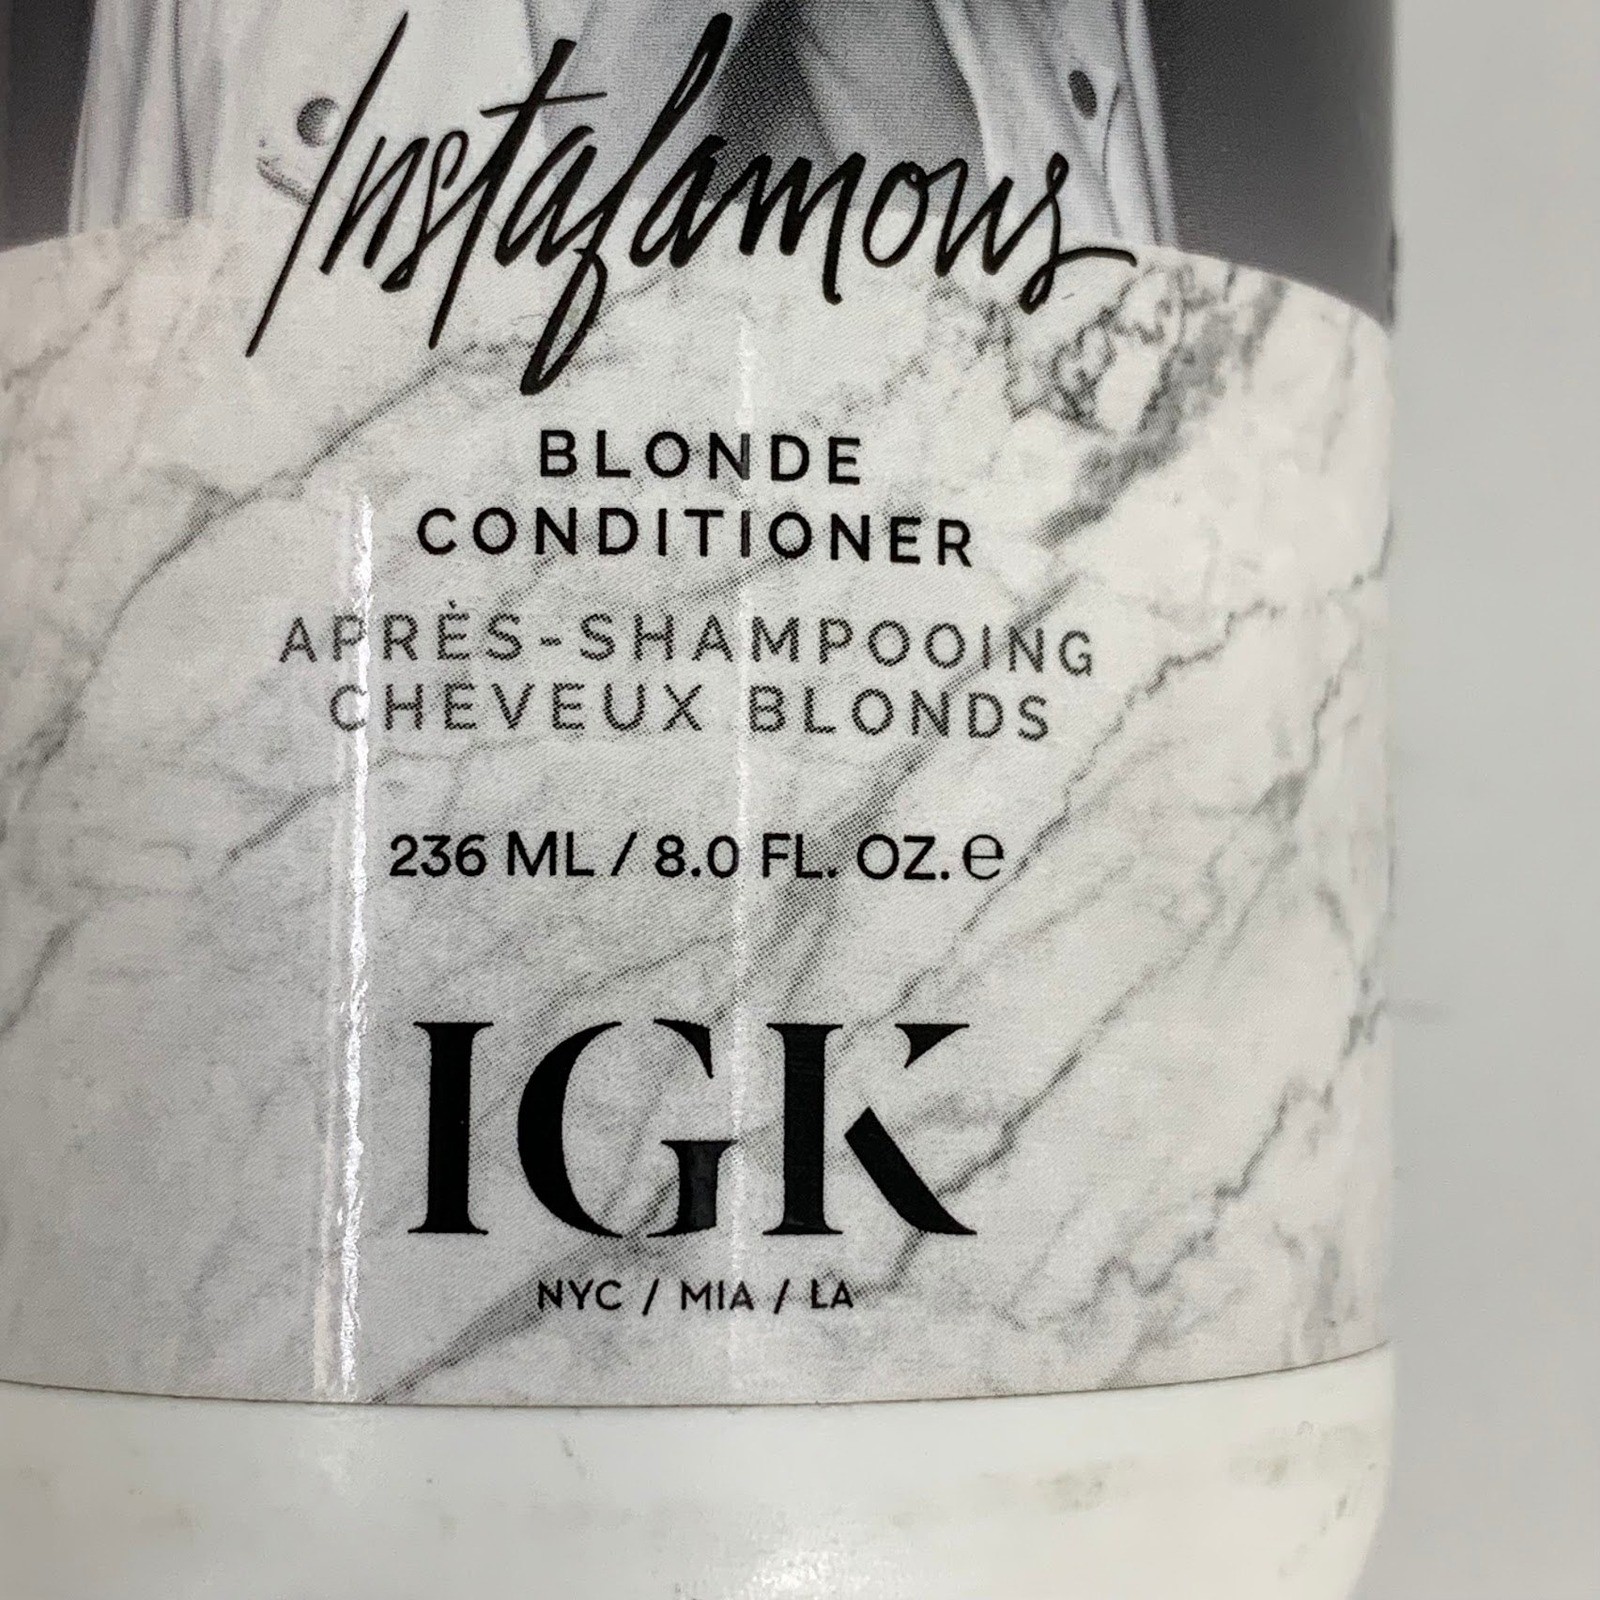 Instafamous
BLONDE
CONDITIONER
APRÈS-SHAMPOOING
CHEVEUX BLONDS
236 ML / 8.0 FL. OZ. ℮
IGK
NYC / MIA / LA